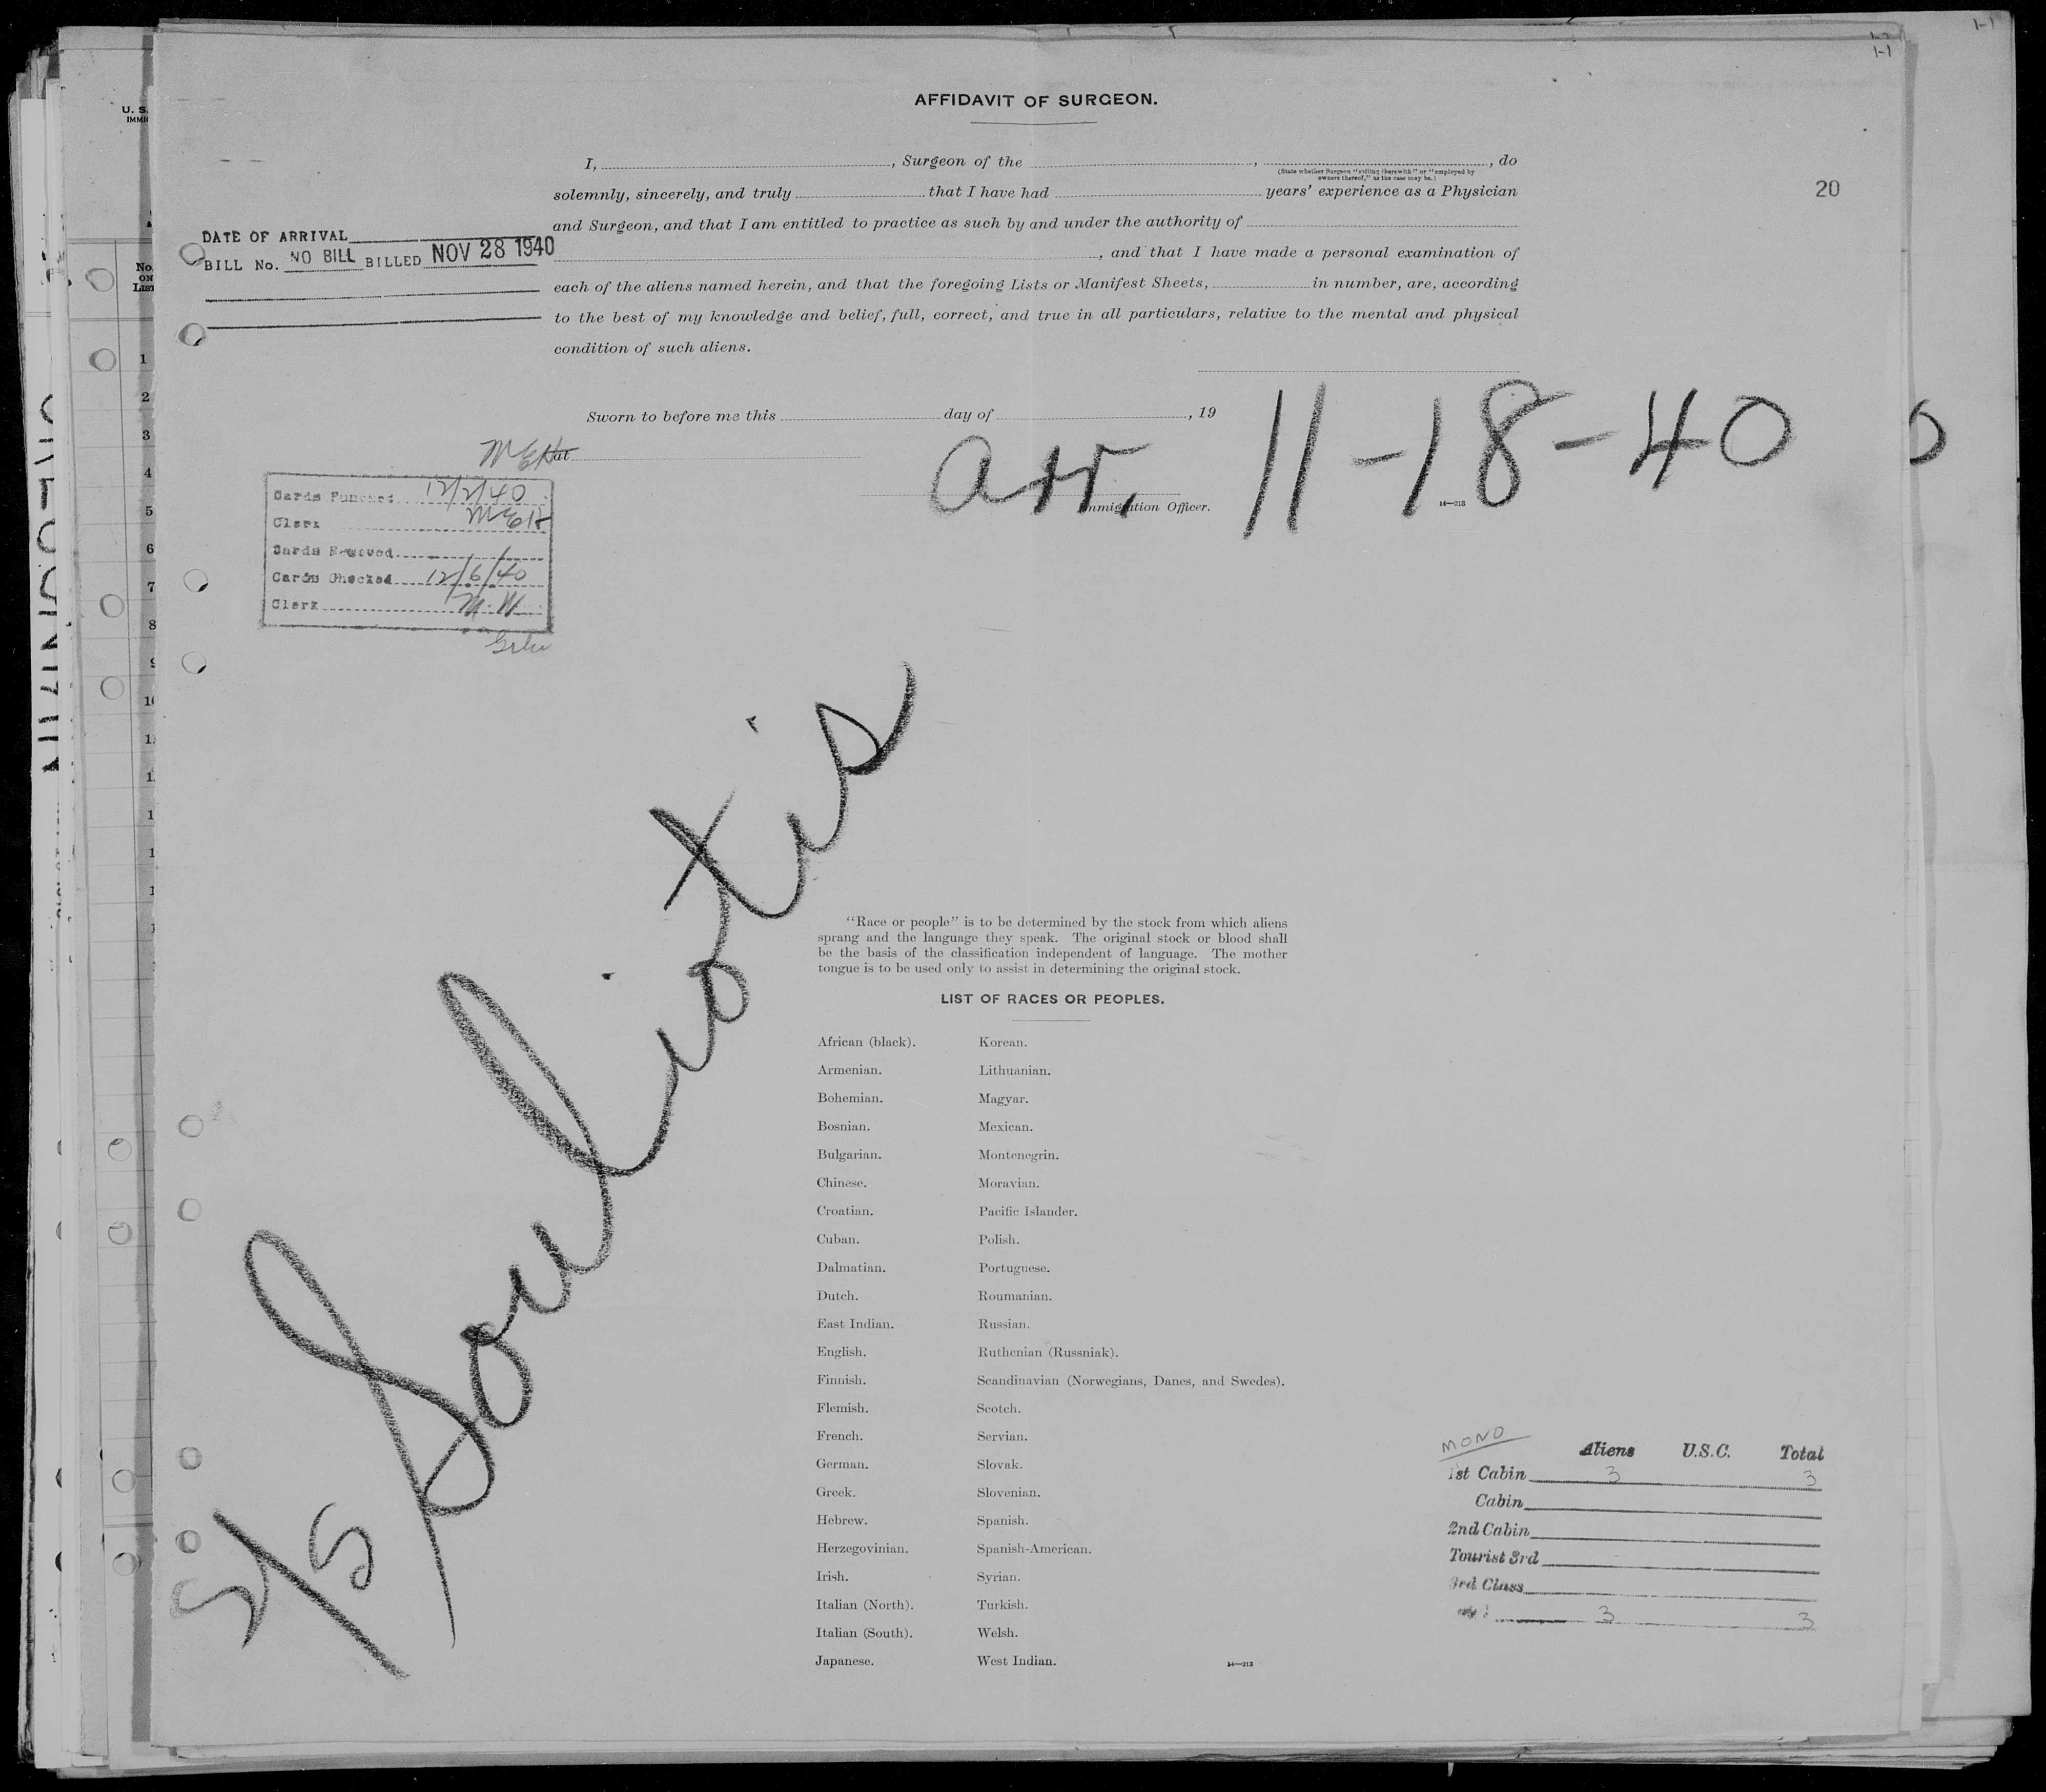 AFFIDAVIT OF SURGEON.
I, , Surgeon of the , , do
(State whether Surgeon "sailing therewith" or "employed by
owners thereof," as the case may be.)
solemnly, sincerely, and truly that I have had years' experience as a Physician
20
and Surgeon, and that I am entitled to practice as such by and under the authority of
DATE OF ARRIVAL
BILL No. NO BILL BILLED NOV 28 1940
, and that I have made a personal examination of
each of the aliens named herein, and that the foregoing Lists or Manifest Sheets, in number, are, according
to the best of my knowledge and belief, full, correct, and true in all particulars, relative to the mental and physical
condition of such aliens.
Sworn to before me this day of , 19
at
Arr. 11-18-40
Immigration Officer.
14—213
Cards Punched 12/2/40
Clerk MEH
Cards Removed
Cards Checked 12/6/40
Clerk M.W.
S/S Souliotis
"Race or people" is to be determined by the stock from which aliens
sprang and the language they speak. The original stock or blood shall
be the basis of the classification independent of language. The mother
tongue is to be used only to assist in determining the original stock.
LIST OF RACES OR PEOPLES.
African (black). Korean.
Armenian. Lithuanian.
Bohemian. Magyar.
Bosnian. Mexican.
Bulgarian. Montenegrin.
Chinese. Moravian.
Croatian. Pacific Islander.
Cuban. Polish.
Dalmatian. Portuguese.
Dutch. Roumanian.
East Indian. Russian.
English. Ruthenian (Russniak).
Finnish. Scandinavian (Norwegians, Danes, and Swedes).
Flemish. Scotch.
French. Servian.
German. Slovak.
Greek. Slovenian.
Hebrew. Spanish.
Herzegovinian. Spanish-American.
Irish. Syrian.
Italian (North). Turkish.
Italian (South). Welsh.
Japanese. West Indian.
14—213
MONO
Aliens U.S.C. Total
1st Cabin 3 3
Cabin
2nd Cabin
Tourist 3rd
3rd Class
3 3